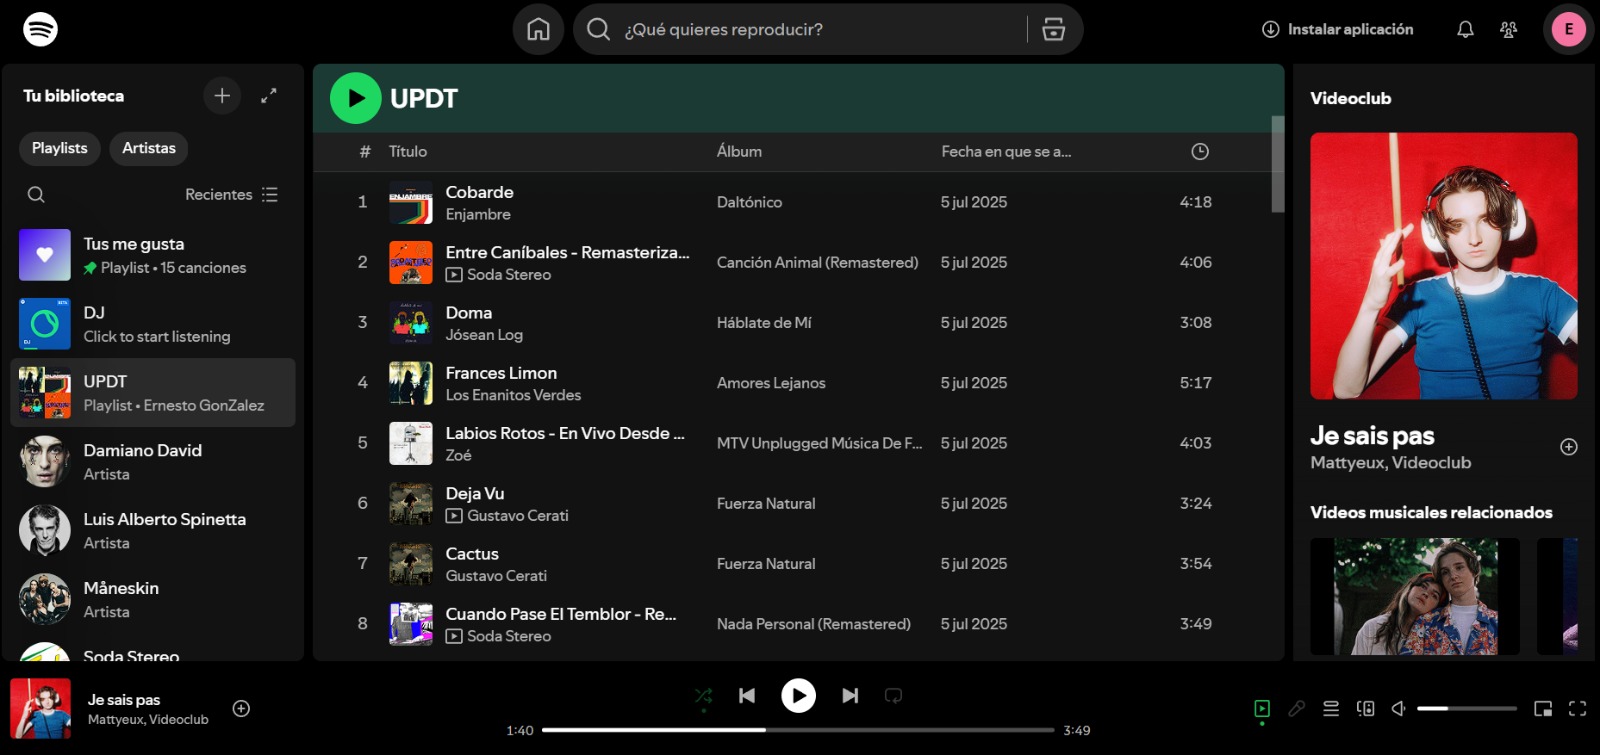 ¿Qué quieres reproducir?
Instalar aplicación
E
Tu biblioteca
Playlists
Artistas
Recientes
Tus me gusta
Playlist • 15 canciones
DJ
BETA
DJ
Click to start listening
UPDT
Playlist • Ernesto GonZalez
Damiano David
Artista
Luis Alberto Spinetta
Artista
Måneskin
Artista
Soda Stereo
UPDT
# Título Álbum Fecha en que se a...
1 Cobarde Daltónico 5 jul 2025 4:18
ENJAMBRE
Enjambre
2 Entre Caníbales - Remasteriza... Canción Animal (Remastered) 5 jul 2025 4:06
Soda Stereo
3 Doma Háblate de Mí 5 jul 2025 3:08
Jósean Log
4 Frances Limon Amores Lejanos 5 jul 2025 5:17
Los Enanitos Verdes
5 Labios Rotos - En Vivo Desde ... MTV Unplugged Música De F... 5 jul 2025 4:03
Zoé
6 Deja Vu Fuerza Natural 5 jul 2025 3:24
Gustavo Cerati
7 Cactus Fuerza Natural 5 jul 2025 3:54
Gustavo Cerati
8 Cuando Pase El Temblor - Re... Nada Personal (Remastered) 5 jul 2025 3:49
Soda Stereo
Videoclub
Je sais pas
Mattyeux, Videoclub
Videos musicales relacionados
Je sais pas
Mattyeux, Videoclub
1:40
3:49